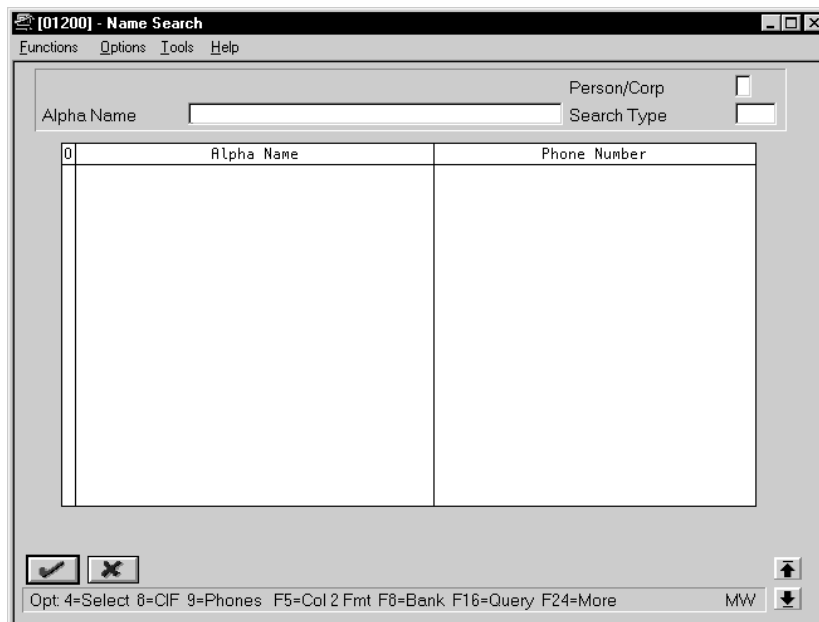 [01200] - Name Search
Functions Options Tools Help
Person/Corp
Alpha Name Search Type
O Alpha Name Phone Number
Opt: 4=Select 8=CIF 9=Phones F5=Col 2 Fmt F8=Bank F16=Query F24=More MW